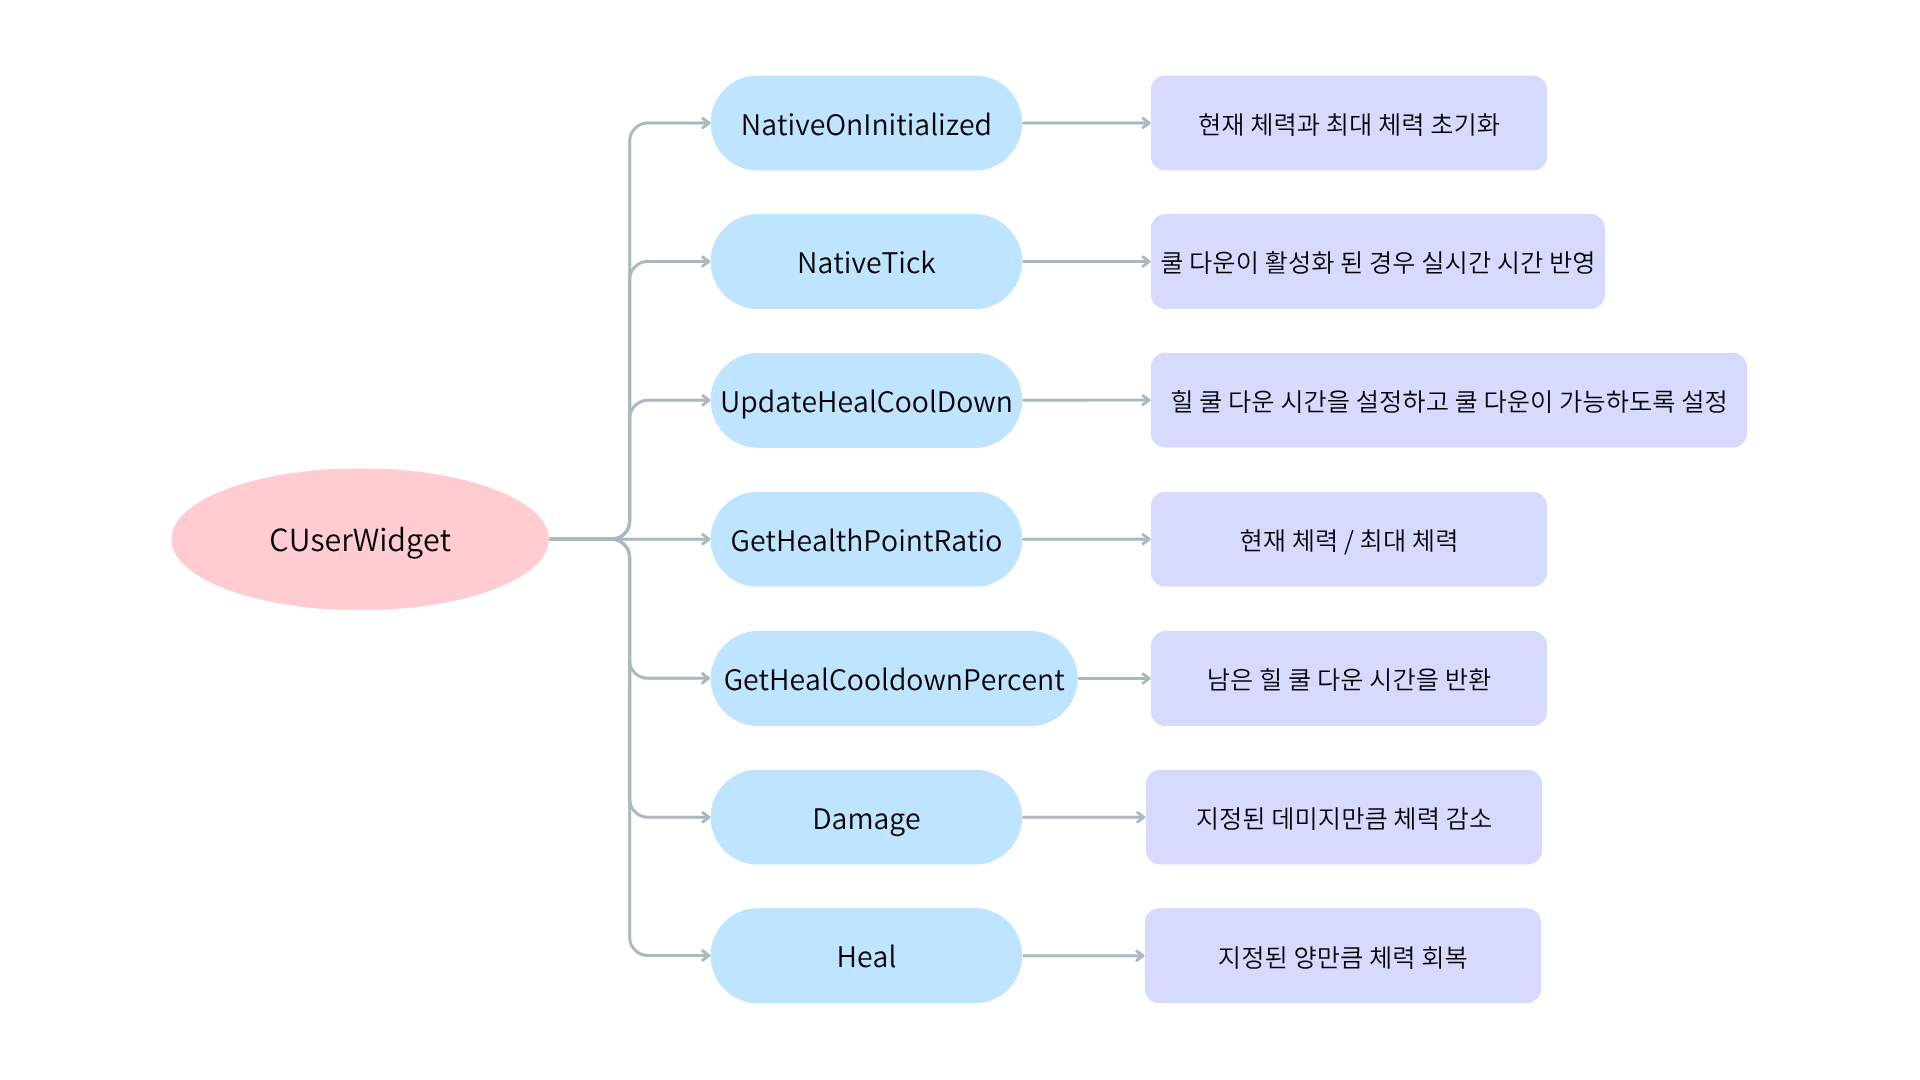 CUserWidget
NativeOnInitialized
현재 체력과 최대 체력 초기화
NativeTick
쿨 다운이 활성화 된 경우 실시간 시간 반영
UpdateHealCoolDown
힐 쿨 다운 시간을 설정하고 쿨 다운이 가능하도록 설정
GetHealthPointRatio
현재 체력 / 최대 체력
GetHealCooldownPercent
남은 힐 쿨 다운 시간을 반환
Damage
지정된 데미지만큼 체력 감소
Heal
지정된 양만큼 체력 회복